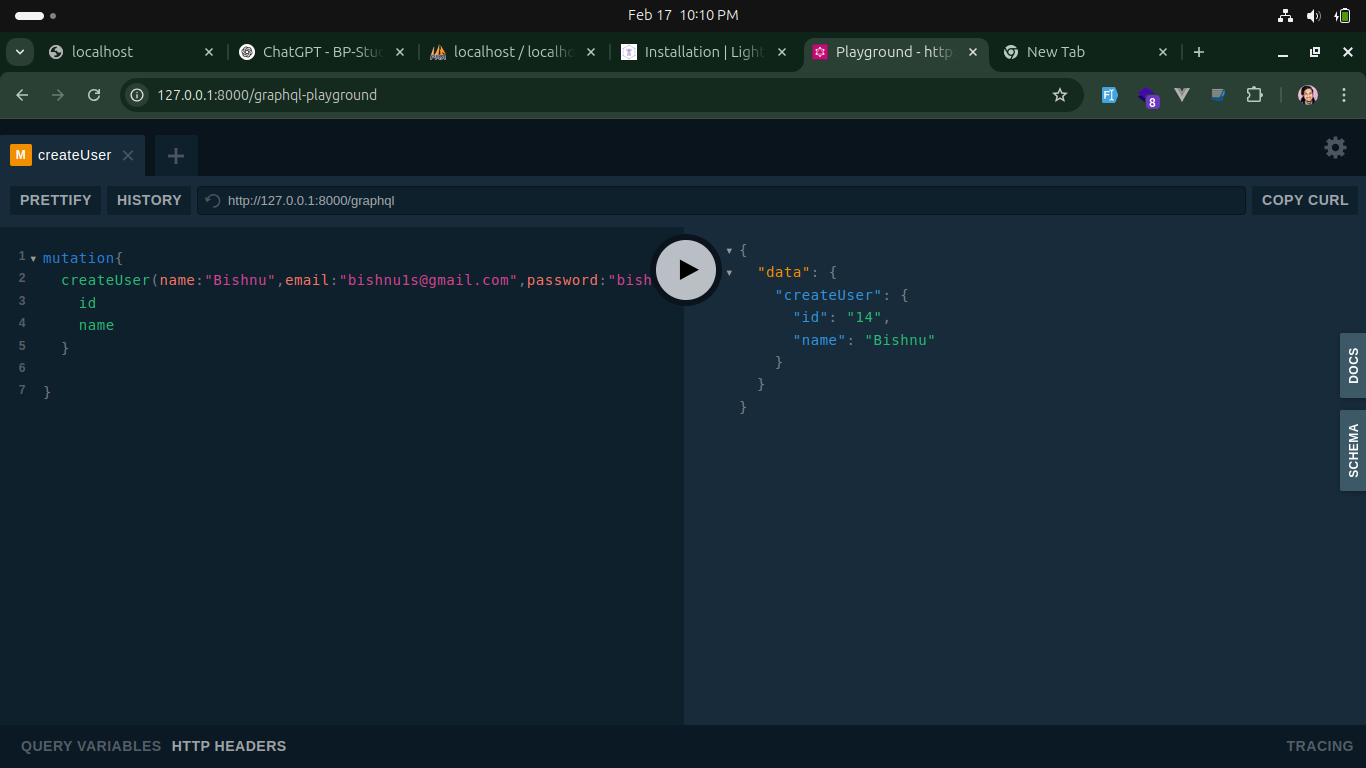 Feb 17 10:10 PM
localhost
ChatGPT - BP-Stud
localhost / localho
Installation | Light
Playground - http
New Tab
127.0.0.1:8000/graphql-playground
8
M createUser
PRETTIFY HISTORY http://127.0.0.1:8000/graphql COPY CURL
1 mutation{
2 createUser(name:"Bishnu",email:"bishnu1s@gmail.com",password:"bish
3 id
4 name
5 }
6
7 }
{
"data": {
"createUser": {
"id": "14",
"name": "Bishnu"
}
}
}
DOCS
SCHEMA
QUERY VARIABLES HTTP HEADERS TRACING